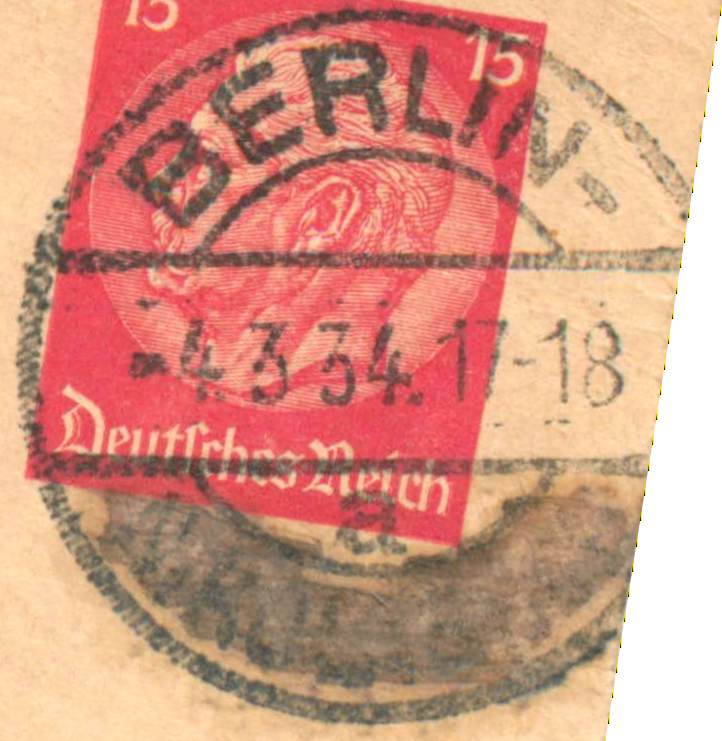 15
15
BERLIN-
-4.3 34.17-18
Deutsches Reich
a